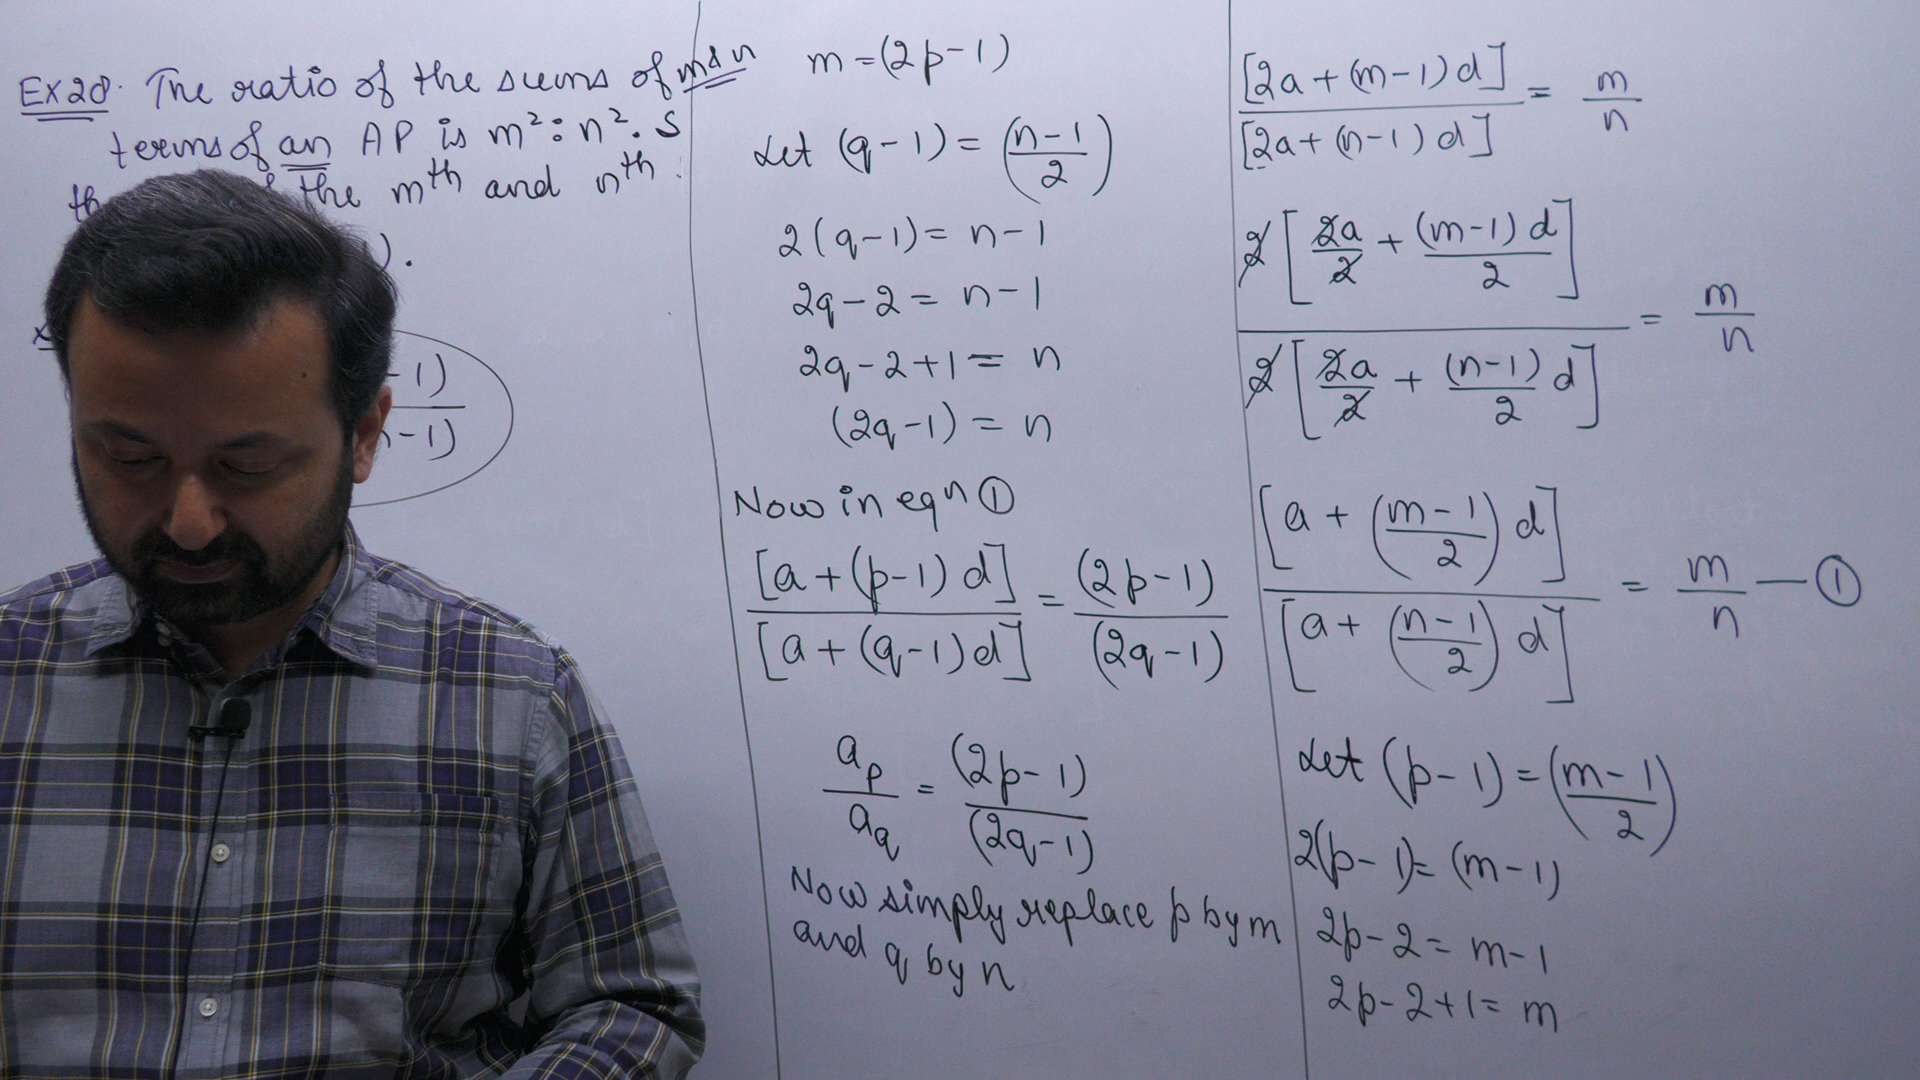 Ex 28. The ratio of the sums of m & n
terms of an AP is m² : n². S
th the mᵗʰ and nᵗʰ
).
-1)
n-1)
m = (2p-1)
Let (q-1) = (n-1/2)
2(q-1) = n-1
2q-2 = n-1
2q-2+1 = n
(2q-1) = n
Now in eqn ①
[a+(p-1)d]/[a+(q-1)d] = (2p-1)/(2q-1)
aₚ/a_q = (2p-1)/(2q-1)
Now simply replace p by m
and q by n
[2a+(m-1)d]/[2a+(n-1)d] = m/n
2[2a/2 + (m-1)d/2]/2[2a/2 + (n-1)/2 d] = m/n
[a+(m-1/2)d]/[a+(n-1/2)d] = m/n — ①
Let (p-1) = (m-1/2)
2(p-1) = (m-1)
2p-2 = m-1
2p-2+1 = m